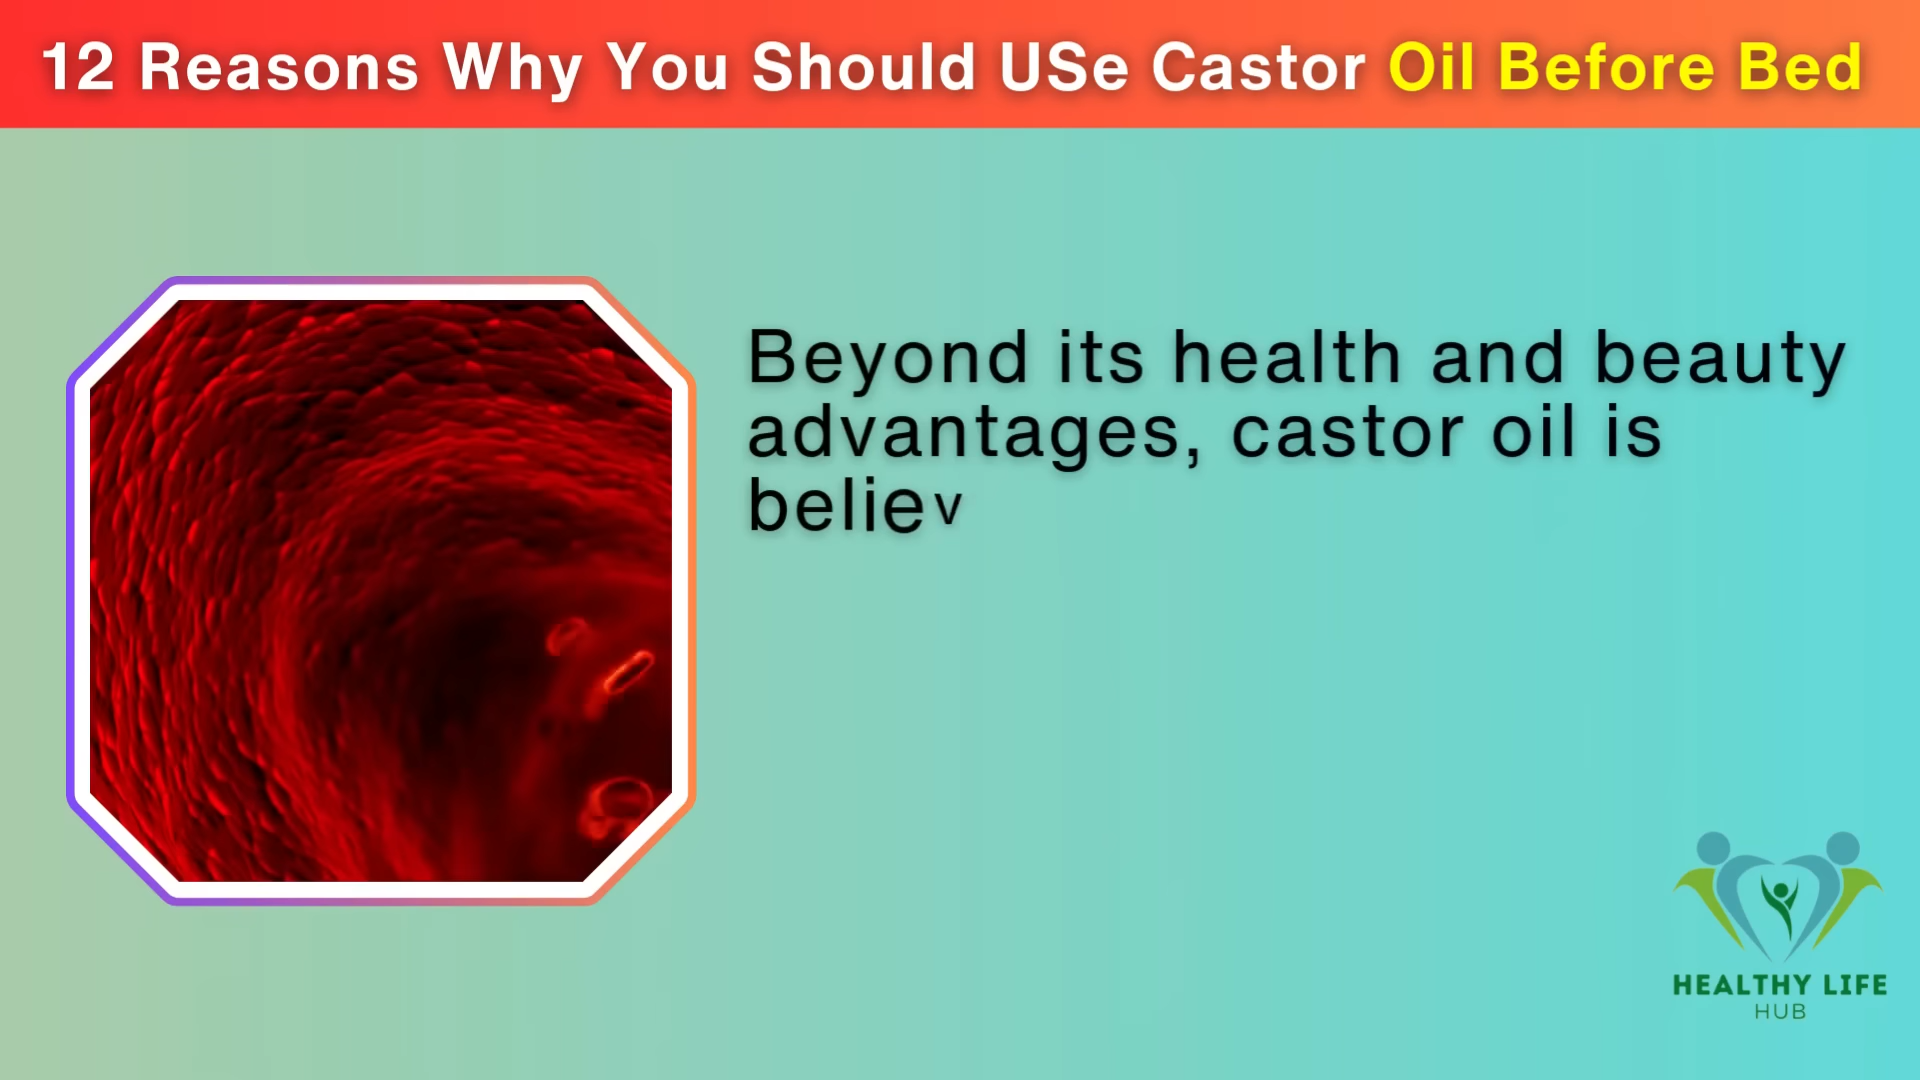 12 Reasons Why You Should USe Castor Oil Before Bed
Beyond its health and beauty
advantages, castor oil is
believ
HEALTHY LIFE
HUB